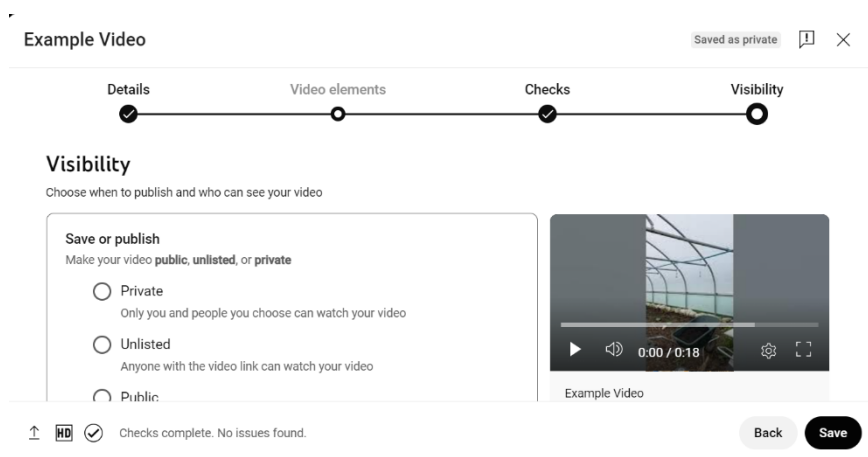 Example Video
Saved as private
Details
Video elements
Checks
Visibility
Visibility
Choose when to publish and who can see your video
Save or publish
Make your video public, unlisted, or private
Private
Only you and people you choose can watch your video
Unlisted
Anyone with the video link can watch your video
Public
0:00 / 0:18
Example Video
HD
Checks complete. No issues found.
Back
Save